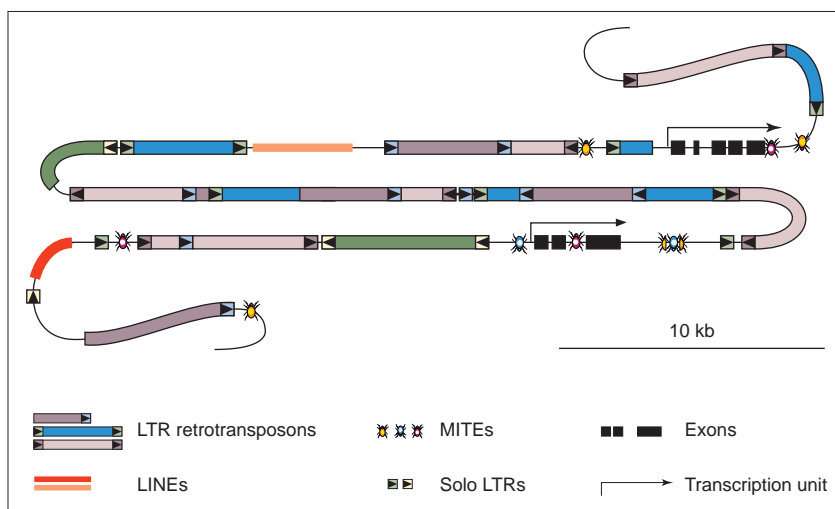 10 kb
LTR retrotransposons
MITEs
Exons
LINEs
Solo LTRs
Transcription unit